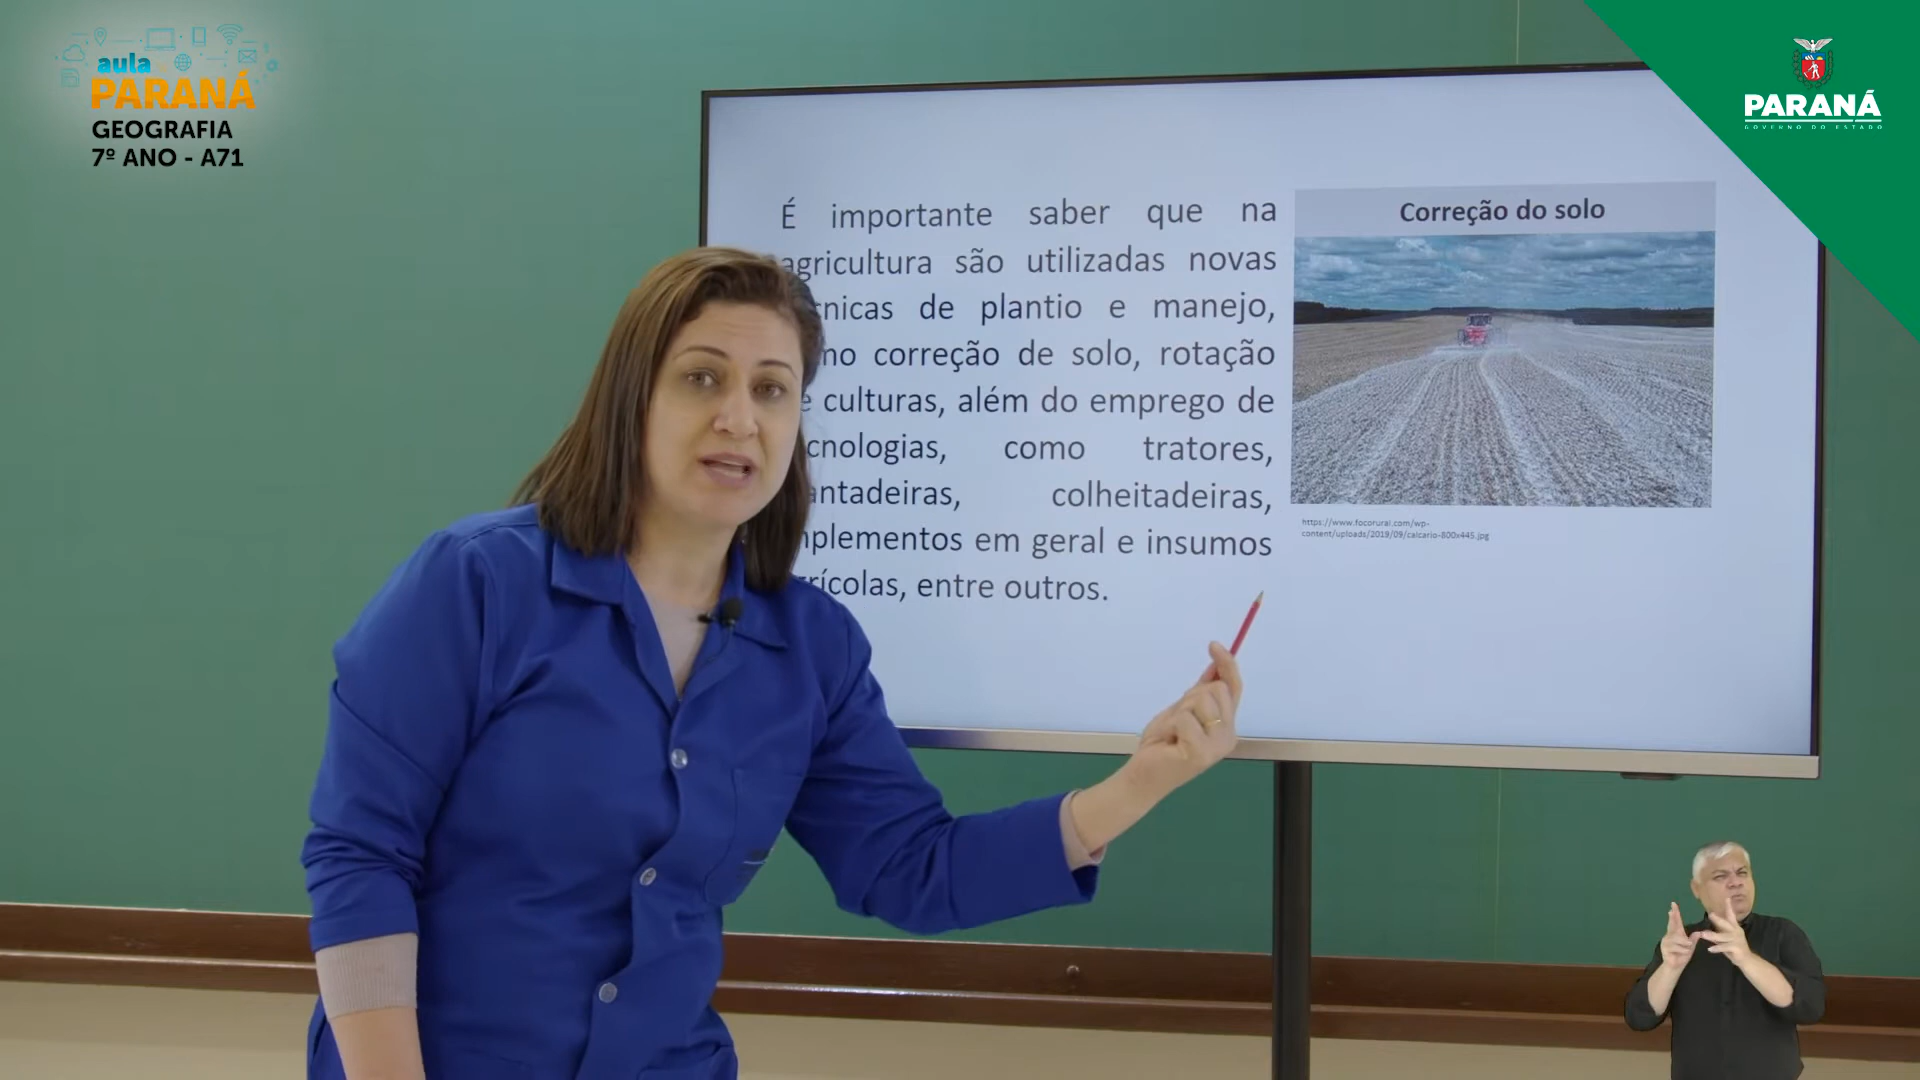 aula
PARANÁ
GEOGRAFIA
7º ANO - A71
PARANÁ
GOVERNO DO ESTADO
É importante saber que na
agricultura são utilizadas novas
cnicas de plantio e manejo,
mo correção de solo, rotação
e culturas, além do emprego de
cnologias, como tratores,
antadeiras, colheitadeiras,
nplementos em geral e insumos
rícolas, entre outros.
Correção do solo
https://www.focorural.com/wp-
content/uploads/2019/09/calcario-800x445.jpg